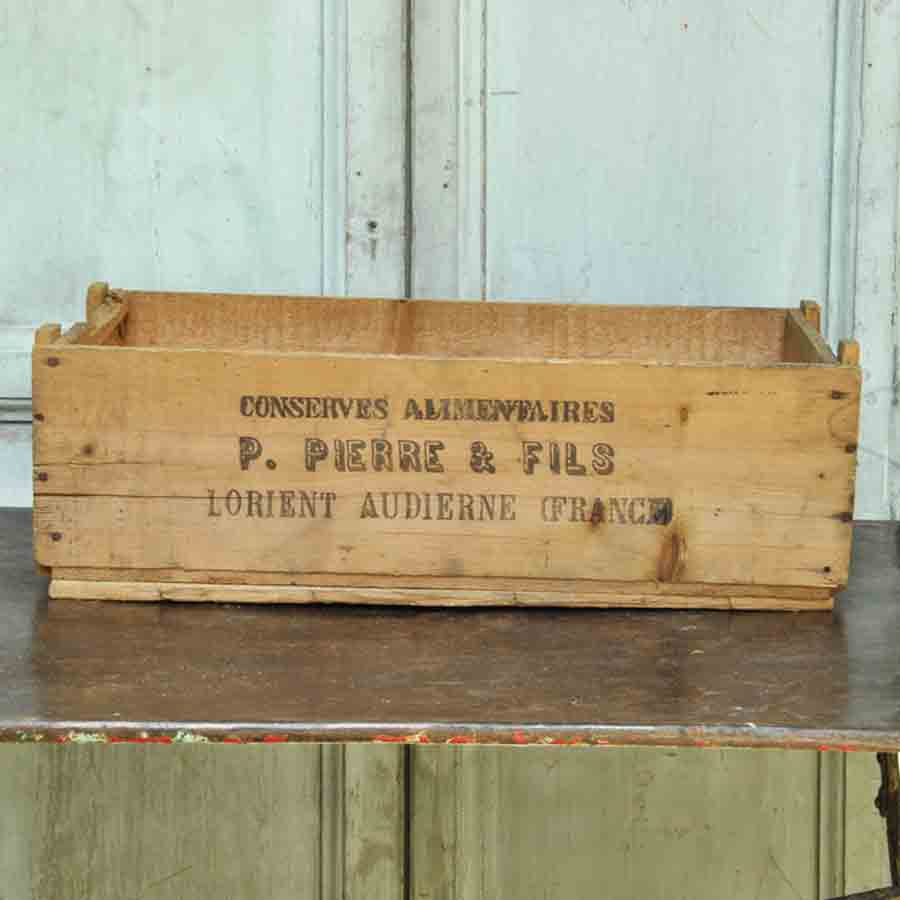 CONSERVES ALIMENTAIRES
P. PIERRE & FILS
LORIENT AUDIERNE (FRANCE)